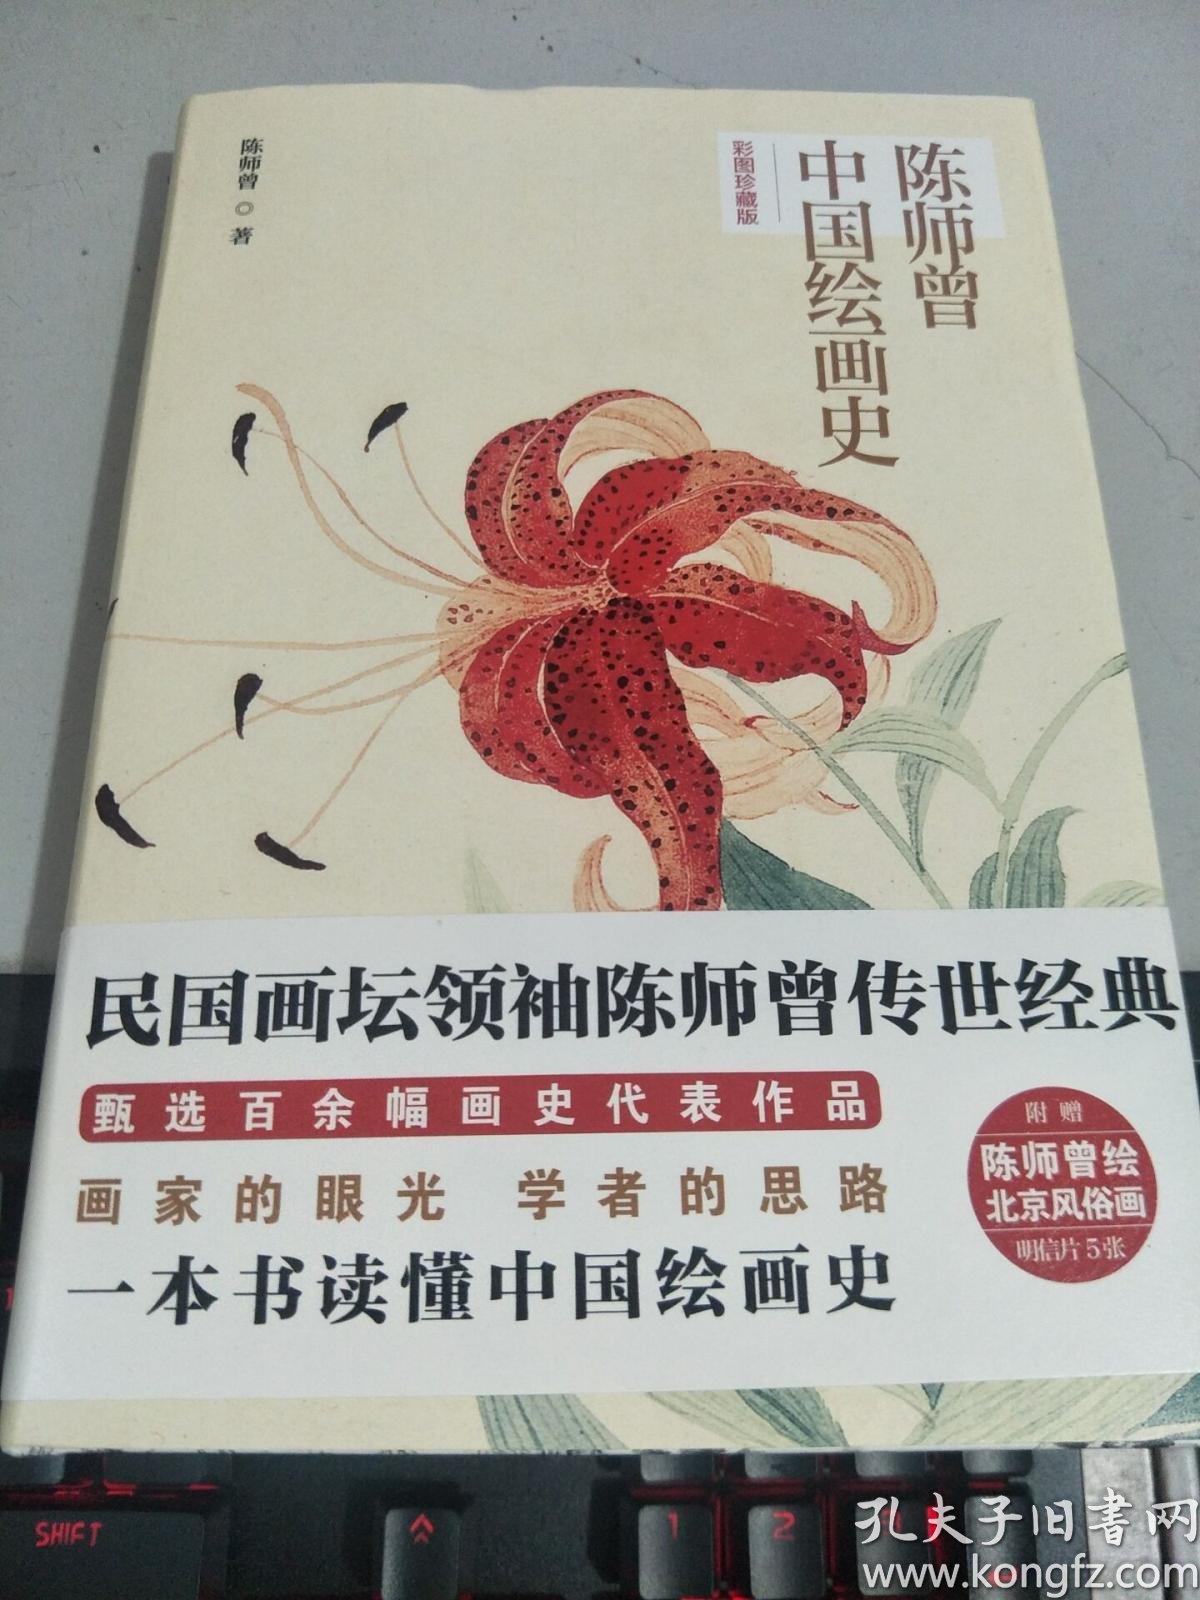 陈师曾
中国绘画史
彩图珍藏版
陈师曾◎著
民国画坛领袖陈师曾传世经典
甄选百余幅画史代表作品
画家的眼光 学者的思路
一本书读懂中国绘画史
附赠
陈师曾绘
北京风俗画
明信片5张
SHIFT
1
2
孔夫子旧书网
www.kongfz.com